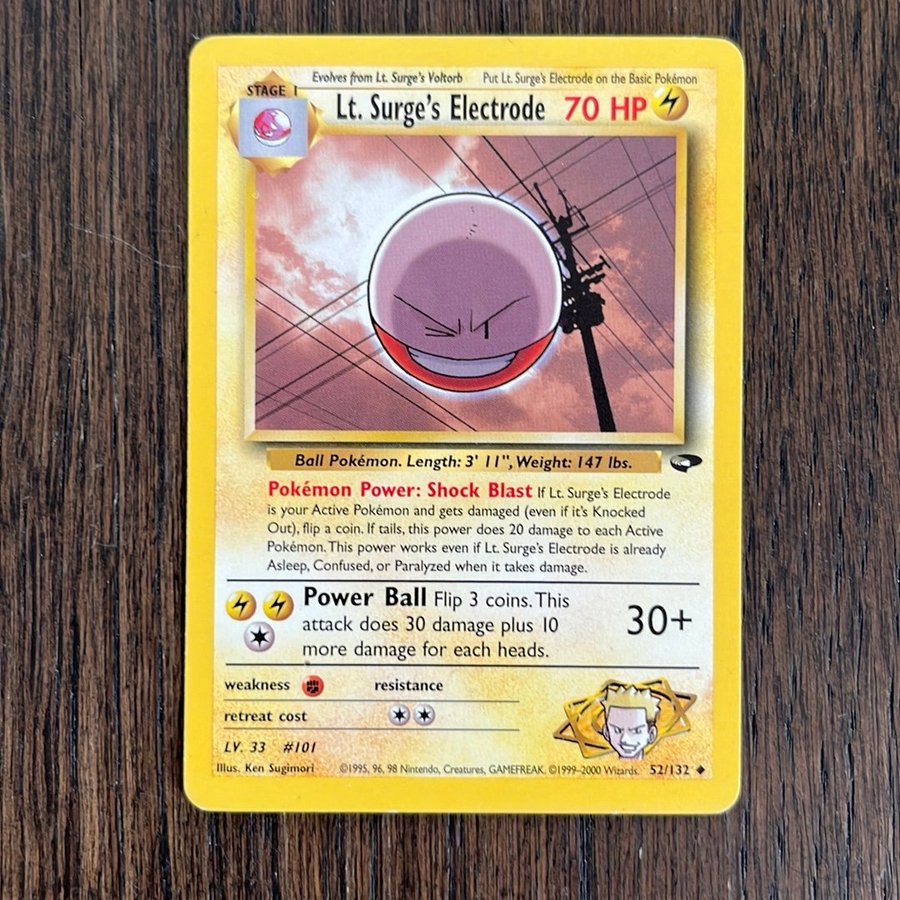 Evolves from Lt. Surge's Voltorb Put Lt. Surge's Electrode on the Basic Pokémon
STAGE 1
Lt. Surge's Electrode 70 HP
Ball Pokémon. Length: 3' 11", Weight: 147 lbs.
Pokémon Power: Shock Blast If Lt. Surge's Electrode
is your Active Pokémon and gets damaged (even if it's Knocked
Out), flip a coin. If tails, this power does 20 damage to each Active
Pokémon. This power works even if Lt. Surge's Electrode is already
Asleep, Confused, or Paralyzed when it takes damage.
Power Ball Flip 3 coins. This
attack does 30 damage plus 10
more damage for each heads.
30+
weakness resistance
retreat cost
LV. 33 #101
Illus. Ken Sugimori ©1995, 96, 98 Nintendo, Creatures, GAMEFREAK. ©1999-2000 Wizards. 52/132